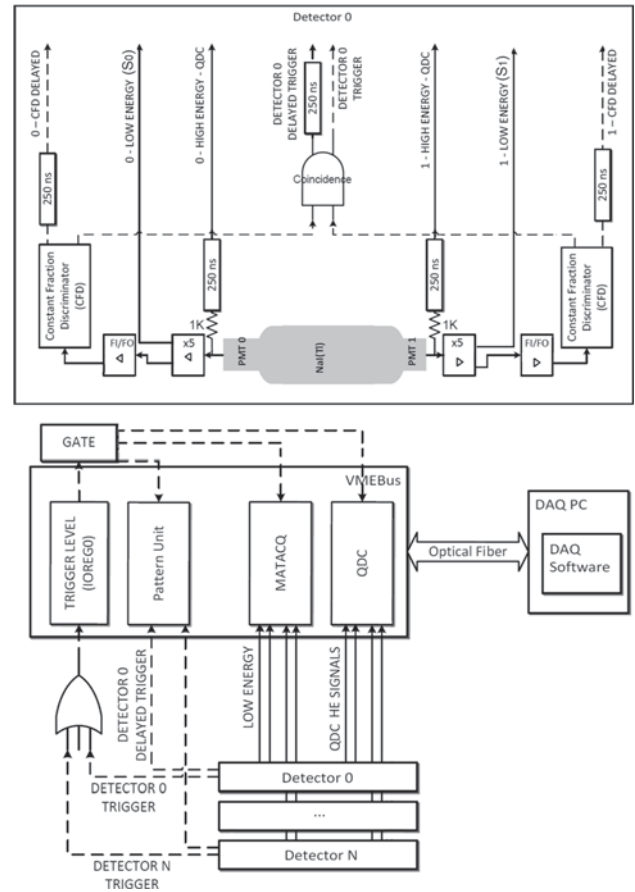 Detector 0
0 – CFD DELAYED
0 - LOW ENERGY (S0)
0 - HIGH ENERGY - QDC
DETECTOR 0
DELAYED TRIGGER
DETECTOR 0
TRIGGER
1 - HIGH ENERGY - QDC
1 - LOW ENERGY (S1)
1 – CFD DELAYED
250 ns
250 ns
250 ns
Coincidence
Constant Fraction
Discriminator
(CFD)
250 ns
250 ns
Constant Fraction
Discriminator
(CFD)
1K
1K
FI/FO
x5
PMT 0
NaI(Tl)
PMT 1
x5
FI/FO
GATE
VMEBus
TRIGGER LEVEL
(IOREG0)
Pattern Unit
MATACQ
QDC
Optical Fiber
DAQ PC
DAQ
Software
DETECTOR 0
DELAYED TRIGGER
LOW ENERGY
QDC HE SIGNALS
DETECTOR 0
TRIGGER
Detector 0
...
DETECTOR N
TRIGGER
Detector N